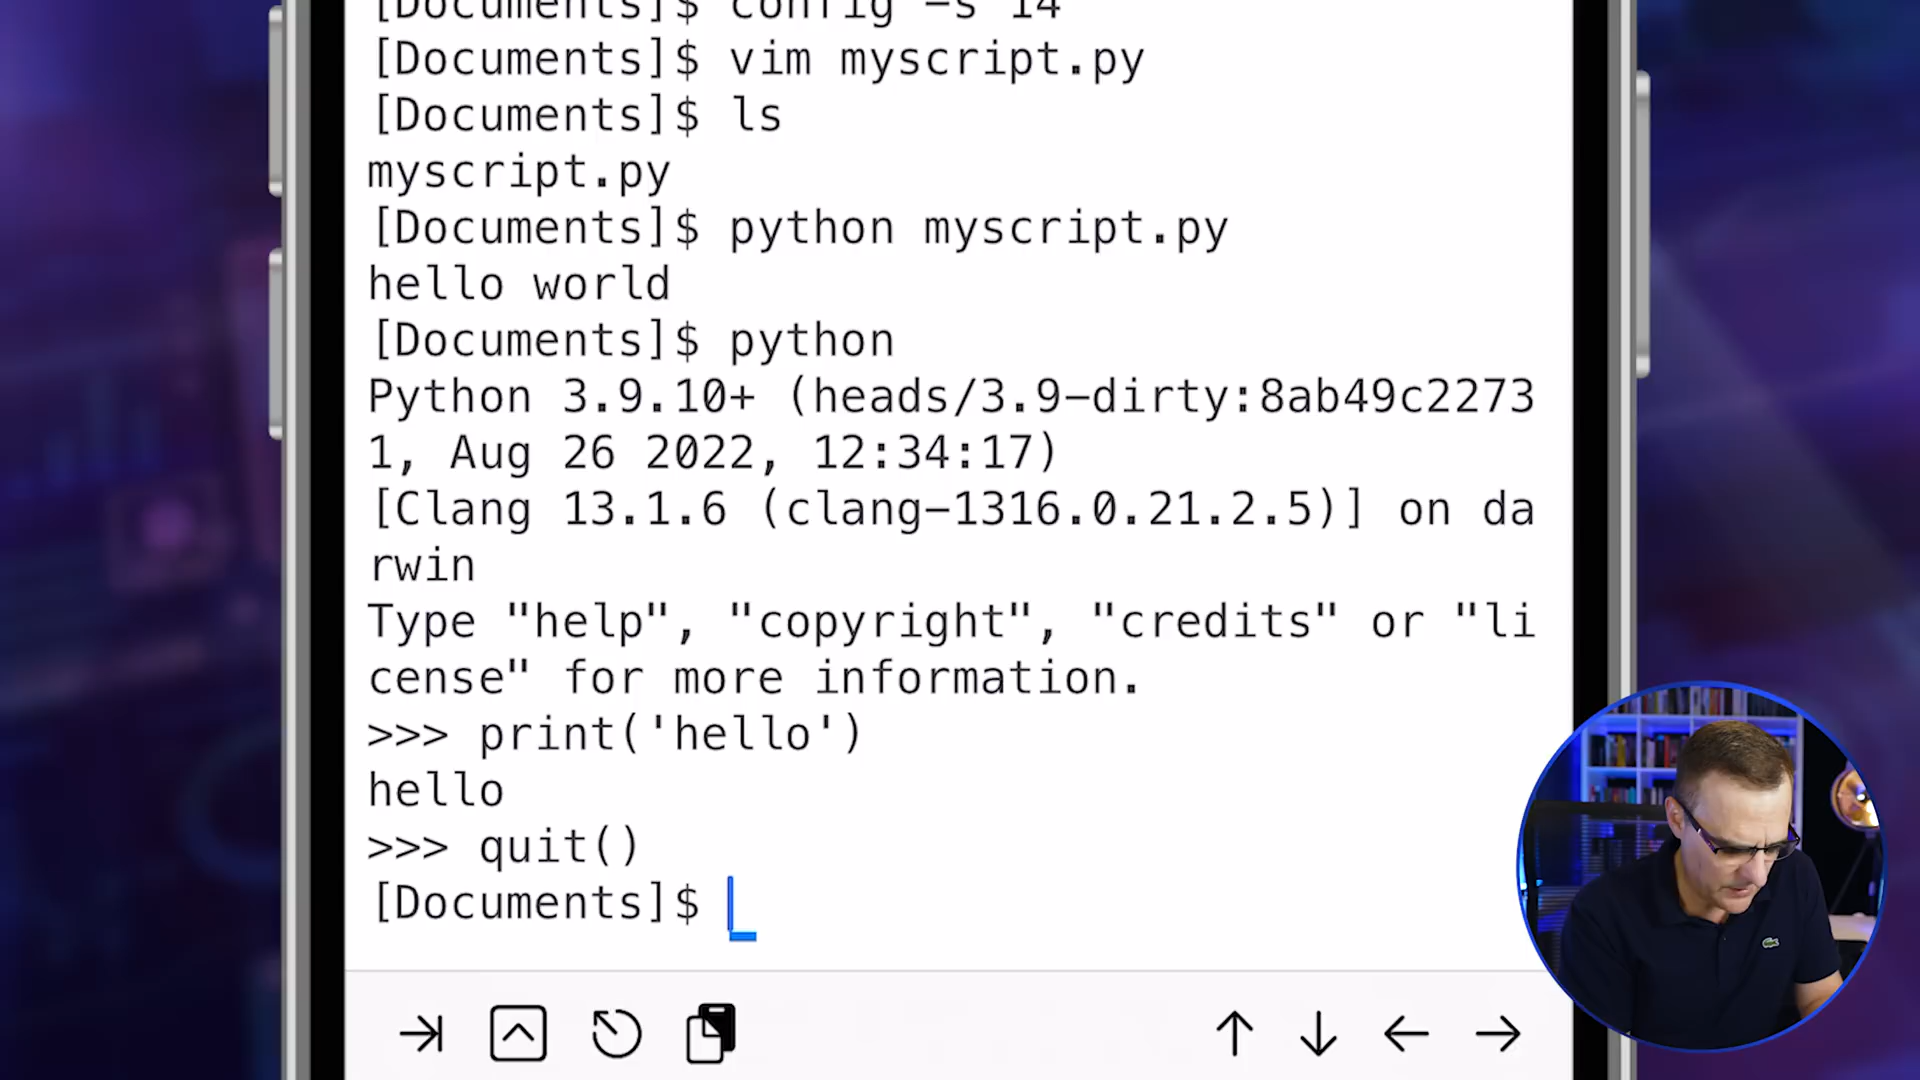 [Documents]$ config -s 14
[Documents]$ vim myscript.py
[Documents]$ ls
myscript.py
[Documents]$ python myscript.py
hello world
[Documents]$ python
Python 3.9.10+ (heads/3.9-dirty:8ab49c2273
1, Aug 26 2022, 12:34:17)
[Clang 13.1.6 (clang-1316.0.21.2.5)] on da
rwin
Type "help", "copyright", "credits" or "li
cense" for more information.
>>> print('hello')
hello
>>> quit()
[Documents]$